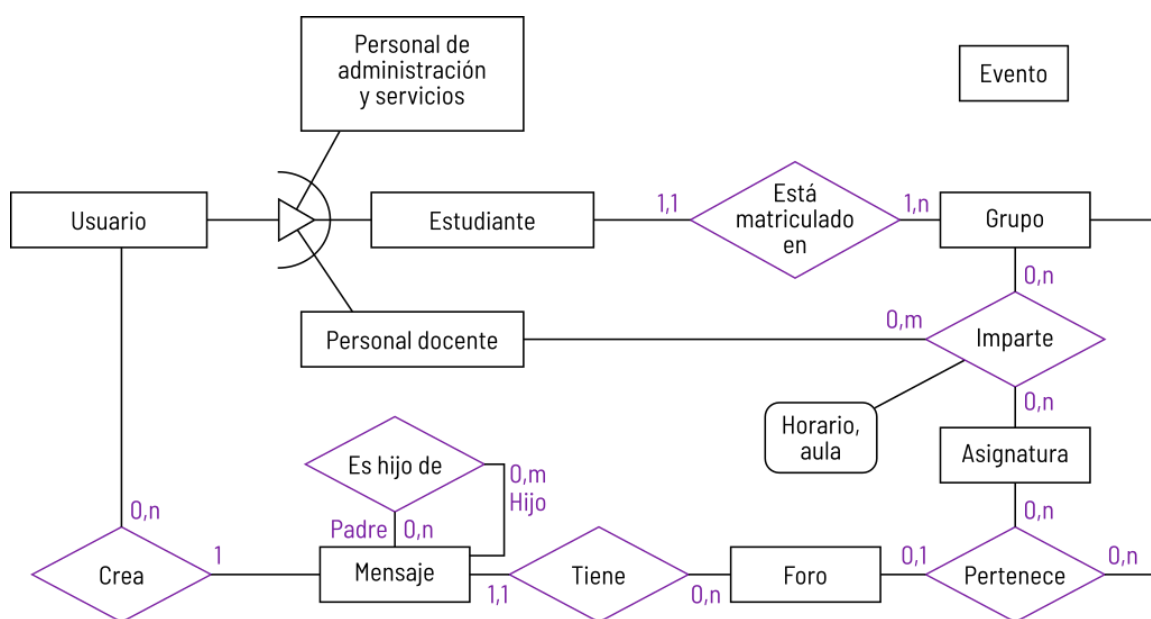 Personal de
administración
y servicios
Evento
Usuario
Estudiante
1,1
Está
matriculado
en
1,n
Grupo
0,n
Personal docente
0,m
Imparte
0,n
Horario,
aula
Asignatura
Es hijo de
0,m
Hijo
Padre
0,n
0,n
0,n
Crea
1
Mensaje
1,1
Tiene
0,n
Foro
0,1
Pertenece
0,n